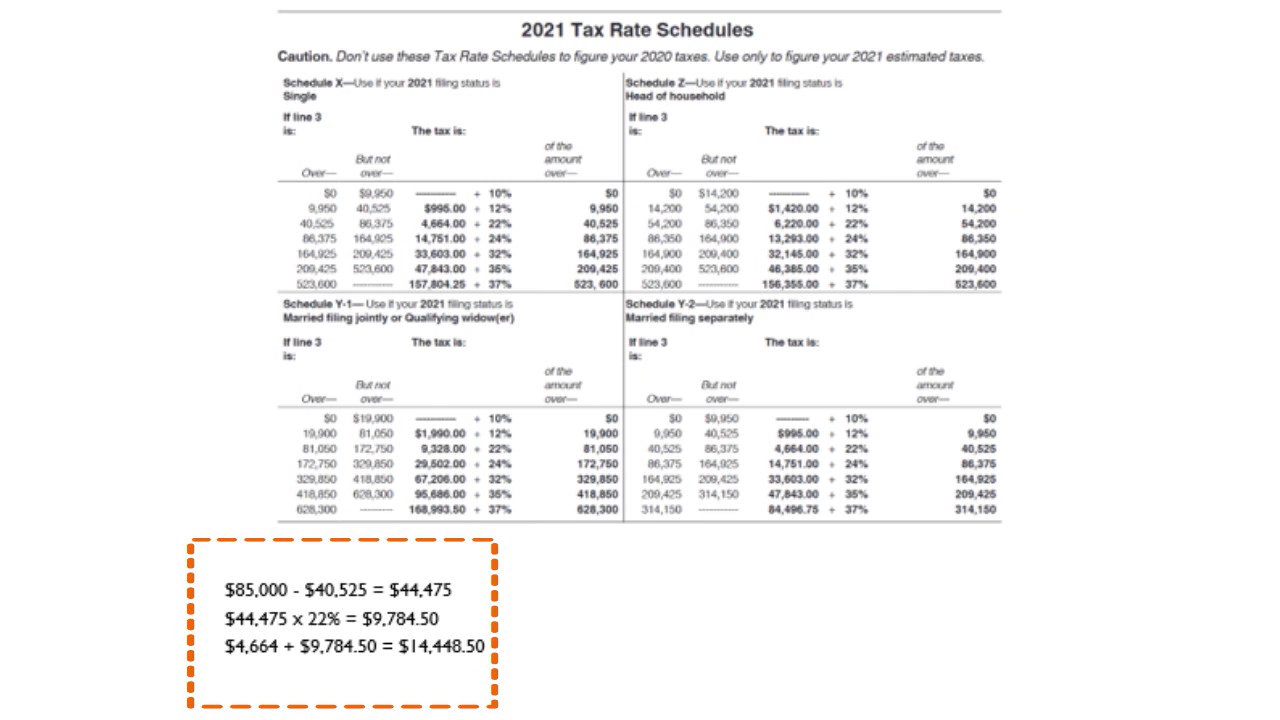 2021 Tax Rate Schedules
Caution. Don't use these Tax Rate Schedules to figure your 2020 taxes. Use only to figure your 2021 estimated taxes.
Schedule X—Use if your 2021 filing status is
Single
If line 3
is:
The tax is:
Over—
But not
over—
of the
amount
over—
$0 $9,950 ---------- + 10% $0
9,950 40,525 $995.00 + 12% 9,950
40,525 86,375 4,664.00 + 22% 40,525
86,375 164,925 14,751.00 + 24% 86,375
164,925 209,425 33,603.00 + 32% 164,925
209,425 523,600 47,843.00 + 35% 209,425
523,600 ---------- 157,804.25 + 37% 523, 600
Schedule Z—Use if your 2021 filing status is
Head of household
If line 3
is:
The tax is:
Over—
But not
over—
of the
amount
over—
$0 $14,200 ---------- + 10% $0
14,200 54,200 $1,420.00 + 12% 14,200
54,200 86,350 6,220.00 + 22% 54,200
86,350 164,900 13,293.00 + 24% 86,350
164,900 209,400 32,145.00 + 32% 164,900
209,400 523,600 46,385.00 + 35% 209,400
523,600 ---------- 156,355.00 + 37% 523,600
Schedule Y-1— Use if your 2021 filing status is
Married filing jointly or Qualifying widow(er)
If line 3
is:
The tax is:
Over—
But not
over—
of the
amount
over—
$0 $19,900 ---------- + 10% $0
19,900 81,050 $1,990.00 + 12% 19,900
81,050 172,750 9,328.00 + 22% 81,050
172,750 329,850 29,502.00 + 24% 172,750
329,850 418,850 67,206.00 + 32% 329,850
418,850 628,300 95,686.00 + 35% 418,850
628,300 ---------- 168,993.50 + 37% 628,300
Schedule Y-2—Use if your 2021 filing status is
Married filing separately
If line 3
is:
The tax is:
Over—
But not
over—
of the
amount
over—
$0 $9,950 ---------- + 10% $0
9,950 40,525 $995.00 + 12% 9,950
40,525 86,375 4,664.00 + 22% 40,525
86,375 164,925 14,751.00 + 24% 86,375
164,925 209,425 33,603.00 + 32% 164,925
209,425 314,150 47,843.00 + 35% 209,425
314,150 ---------- 84,496.75 + 37% 314,150
$85,000 - $40,525 = $44,475
$44,475 x 22% = $9,784.50
$4,664 + $9,784.50 = $14,448.50